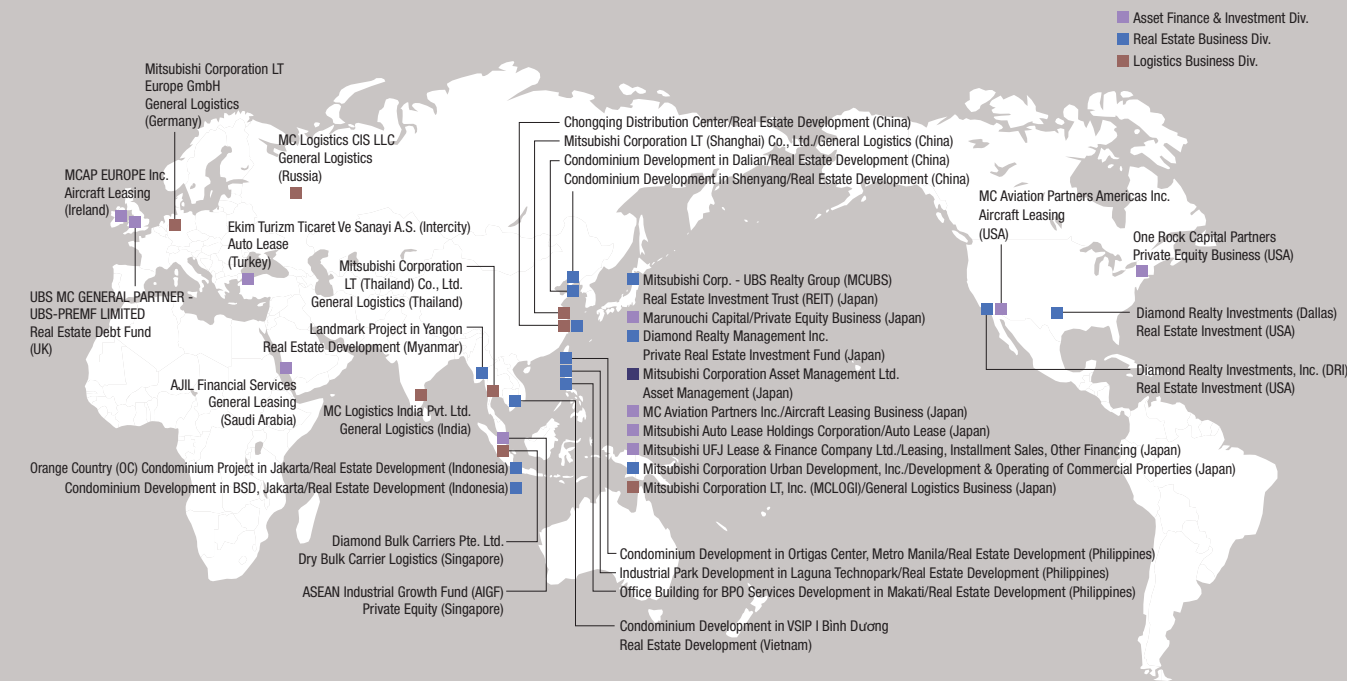 Asset Finance & Investment Div.
Real Estate Business Div.
Logistics Business Div.
Mitsubishi Corporation LT
Europe GmbH
General Logistics
(Germany)
MC Logistics CIS LLC
General Logistics
(Russia)
MCAP EUROPE Inc.
Aircraft Leasing
(Ireland)
Ekim Turizm Ticaret Ve Sanayi A.S. (Intercity)
Auto Lease
(Turkey)
UBS MC GENERAL PARTNER -
UBS-PREMF LIMITED
Real Estate Debt Fund
(UK)
Mitsubishi Corporation
LT (Thailand) Co., Ltd.
General Logistics (Thailand)
Landmark Project in Yangon
Real Estate Development (Myanmar)
AJIL Financial Services
General Leasing
(Saudi Arabia)
MC Logistics India Pvt. Ltd.
General Logistics (India)
Orange Country (OC) Condominium Project in Jakarta/Real Estate Development (Indonesia)
Condominium Development in BSD, Jakarta/Real Estate Development (Indonesia)
Diamond Bulk Carriers Pte. Ltd.
Dry Bulk Carrier Logistics (Singapore)
ASEAN Industrial Growth Fund (AIGF)
Private Equity (Singapore)
Chongqing Distribution Center/Real Estate Development (China)
Mitsubishi Corporation LT (Shanghai) Co., Ltd./General Logistics (China)
Condominium Development in Dalian/Real Estate Development (China)
Condominium Development in Shenyang/Real Estate Development (China)
Mitsubishi Corp. - UBS Realty Group (MCUBS)
Real Estate Investment Trust (REIT) (Japan)
Marunouchi Capital/Private Equity Business (Japan)
Diamond Realty Management Inc.
Private Real Estate Investment Fund (Japan)
Mitsubishi Corporation Asset Management Ltd.
Asset Management (Japan)
MC Aviation Partners Inc./Aircraft Leasing Business (Japan)
Mitsubishi Auto Lease Holdings Corporation/Auto Lease (Japan)
Mitsubishi UFJ Lease & Finance Company Ltd./Leasing, Installment Sales, Other Financing (Japan)
Mitsubishi Corporation Urban Development, Inc./Development & Operating of Commercial Properties (Japan)
Mitsubishi Corporation LT, Inc. (MCLOGI)/General Logistics Business (Japan)
Condominium Development in Ortigas Center, Metro Manila/Real Estate Development (Philippines)
Industrial Park Development in Laguna Technopark/Real Estate Development (Philippines)
Office Building for BPO Services Development in Makati/Real Estate Development (Philippines)
Condominium Development in VSIP I Bình Dương
Real Estate Development (Vietnam)
MC Aviation Partners Americas Inc.
Aircraft Leasing
(USA)
One Rock Capital Partners
Private Equity Business (USA)
Diamond Realty Investments (Dallas)
Real Estate Investment (USA)
Diamond Realty Investments, Inc. (DRI)
Real Estate Investment (USA)